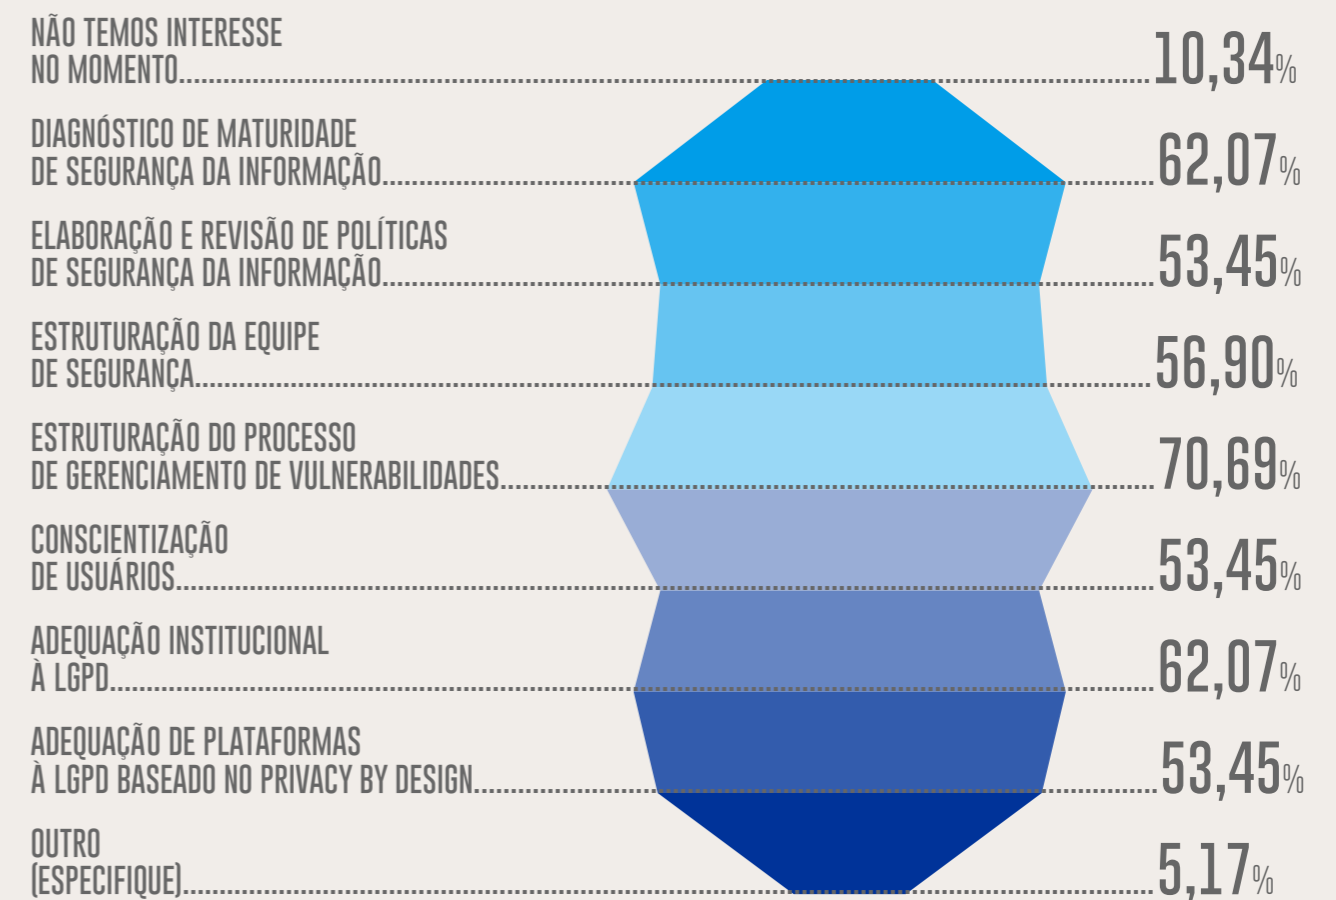 NÃO TEMOS INTERESSE
NO MOMENTO 10,34%
DIAGNÓSTICO DE MATURIDADE
DE SEGURANÇA DA INFORMAÇÃO 62,07%
ELABORAÇÃO E REVISÃO DE POLÍTICAS
DE SEGURANÇA DA INFORMAÇÃO 53,45%
ESTRUTURAÇÃO DA EQUIPE
DE SEGURANÇA 56,90%
ESTRUTURAÇÃO DO PROCESSO
DE GERENCIAMENTO DE VULNERABILIDADES 70,69%
CONSCIENTIZAÇÃO
DE USUÁRIOS 53,45%
ADEQUAÇÃO INSTITUCIONAL
À LGPD 62,07%
ADEQUAÇÃO DE PLATAFORMAS
À LGPD BASEADO NO PRIVACY BY DESIGN 53,45%
OUTRO
(ESPECIFIQUE) 5,17%